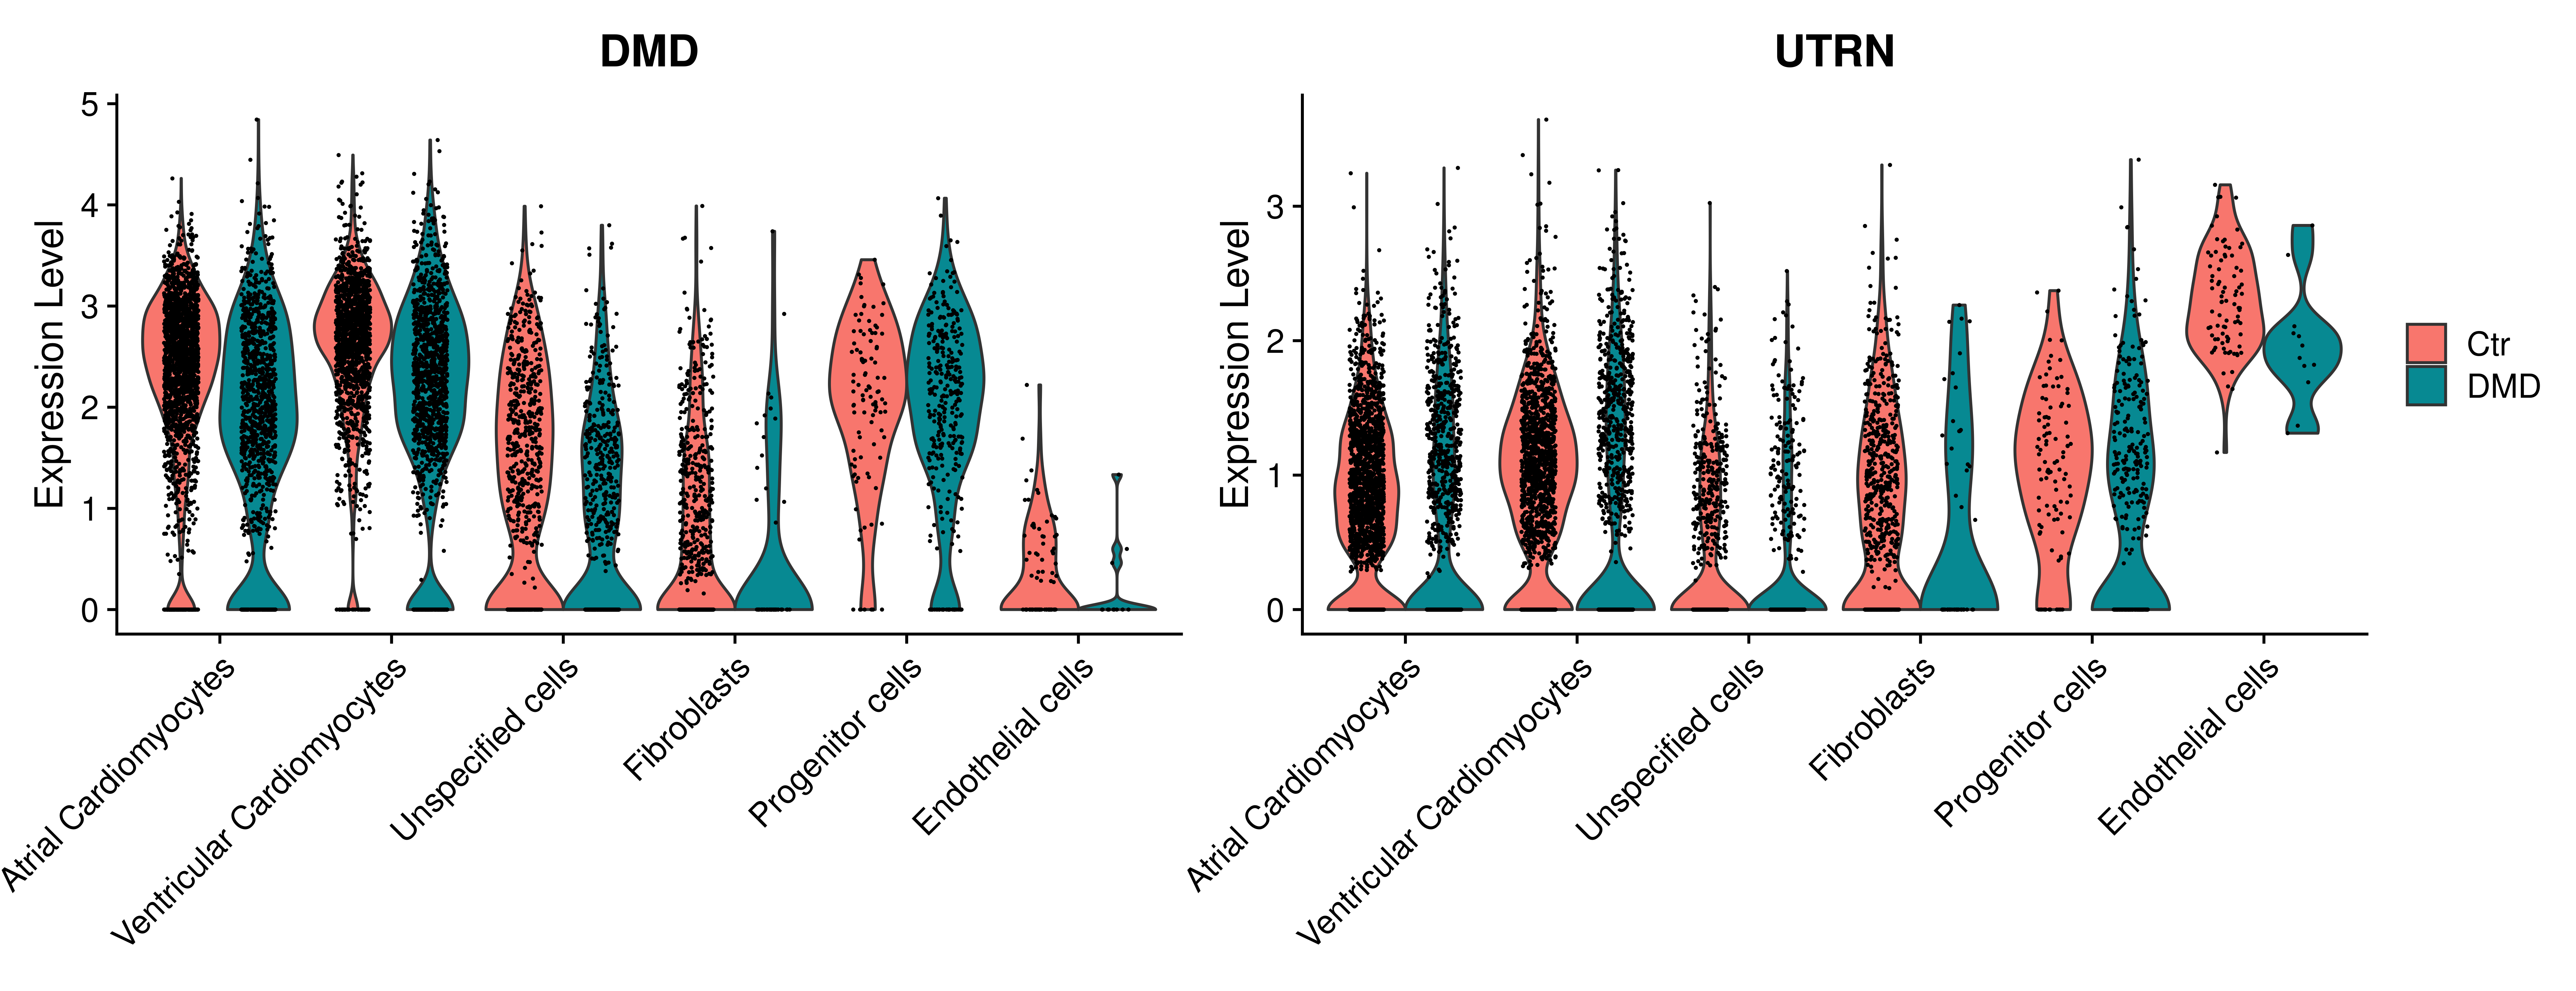 DMD
Expression Level
5
4
3
2
1
0
Atrial Cardiomyocytes
Ventricular Cardiomyocytes
Unspecified cells
Fibroblasts
Progenitor cells
Endothelial cells
UTRN
Expression Level
3
2
1
0
Atrial Cardiomyocytes
Ventricular Cardiomyocytes
Unspecified cells
Fibroblasts
Progenitor cells
Endothelial cells
Ctr
DMD